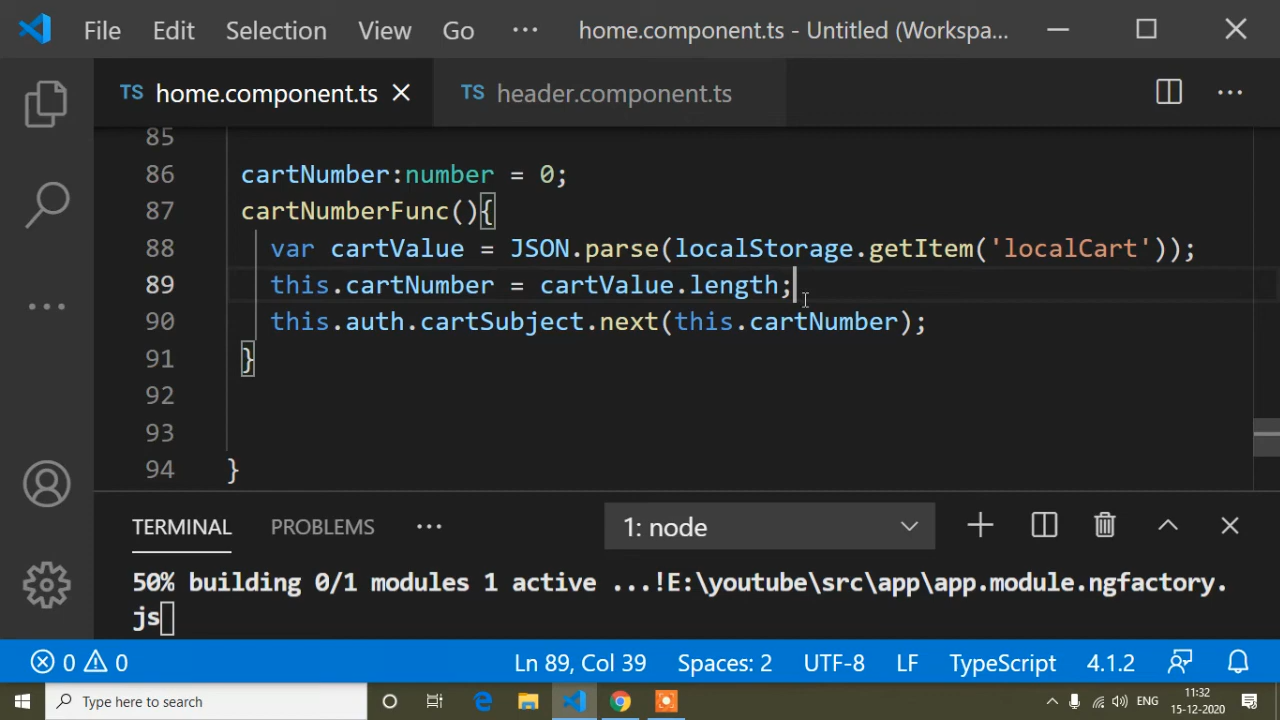 File Edit Selection View Go ··· home.component.ts - Untitled (Workspa...
TS home.component.ts TS header.component.ts
85
86 cartNumber:number = 0;
87 cartNumberFunc(){
88 var cartValue = JSON.parse(localStorage.getItem('localCart'));
89 this.cartNumber = cartValue.length;
90 this.auth.cartSubject.next(this.cartNumber);
91 }
92
93
94 }
TERMINAL PROBLEMS ··· 1: node
50% building 0/1 modules 1 active ...!E:\youtube\src\app\app.module.ngfactory.
js
0 0 Ln 89, Col 39 Spaces: 2 UTF-8 LF TypeScript 4.1.2
Type here to search ENG 11:32
15-12-2020